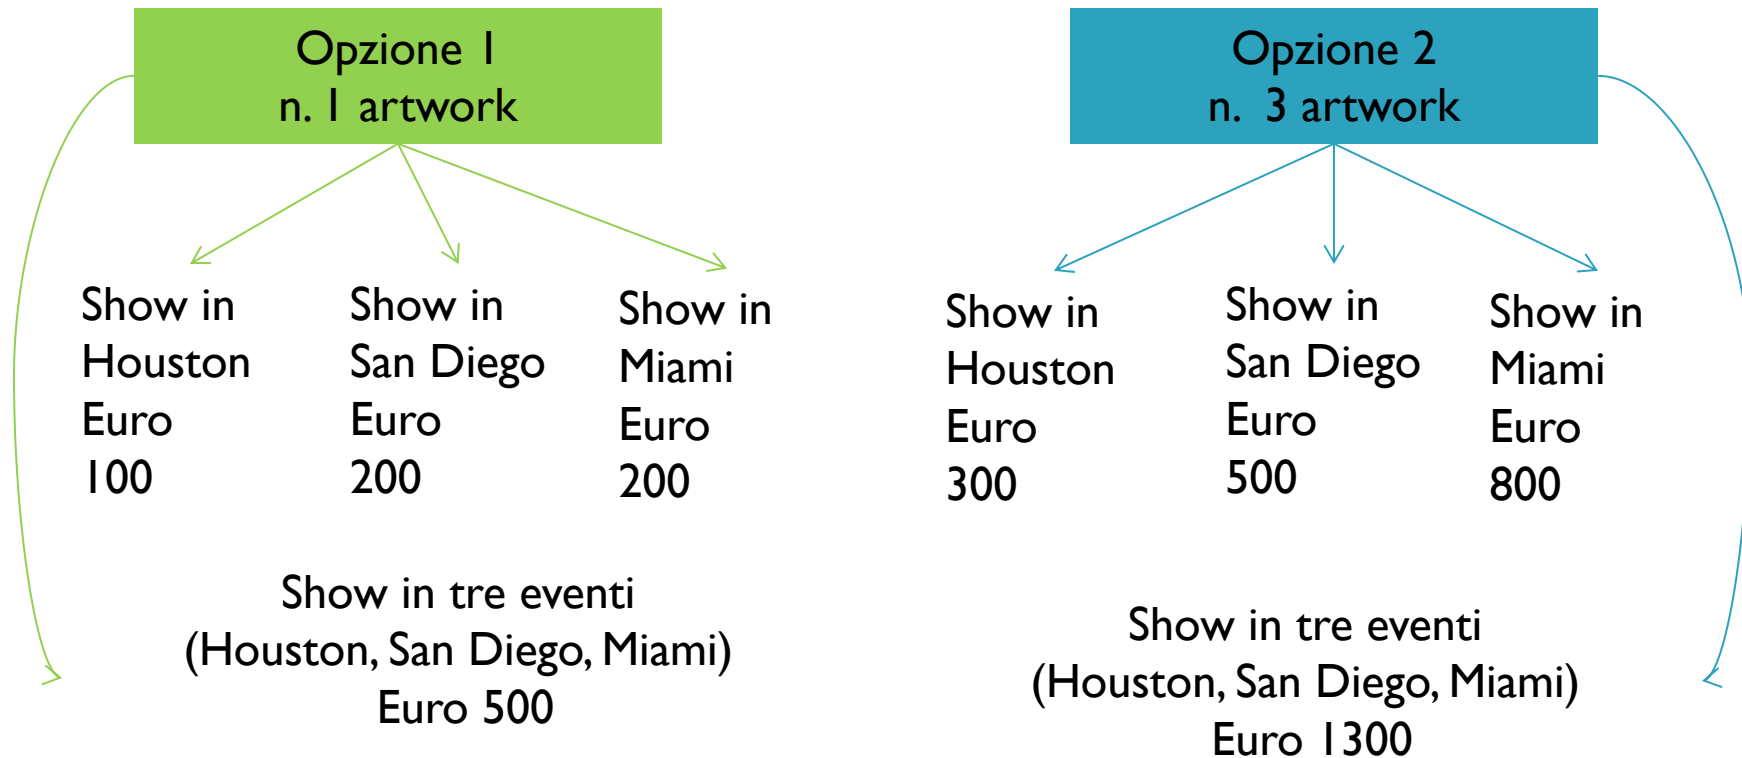 Opzione 1
n. 1 artwork
Show in
Houston
Euro
100
Show in
San Diego
Euro
200
Show in
Miami
Euro
200
Show in tre eventi
(Houston, San Diego, Miami)
Euro 500
Opzione 2
n. 3 artwork
Show in
Houston
Euro
300
Show in
San Diego
Euro
500
Show in
Miami
Euro
800
Show in tre eventi
(Houston, San Diego, Miami)
Euro 1300